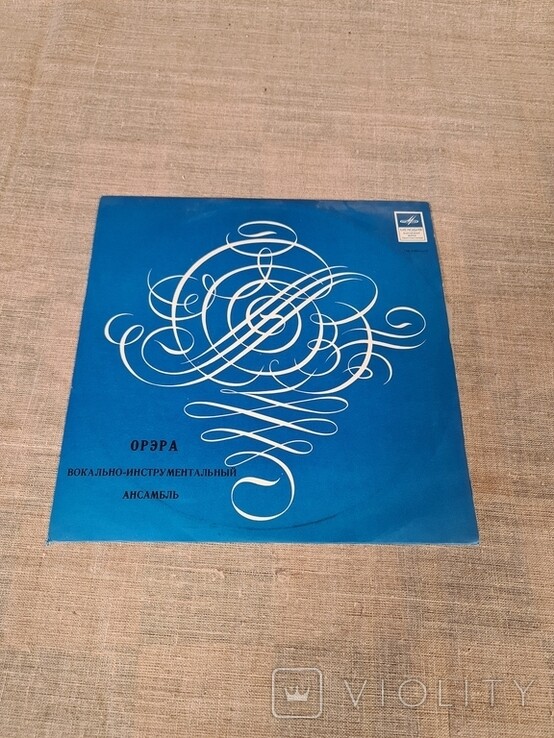 ОРЭРА
ВОКАЛЬНО-ИНСТРУМЕНТАЛЬНЫЙ
АНСАМБЛЬ
VIOLITY